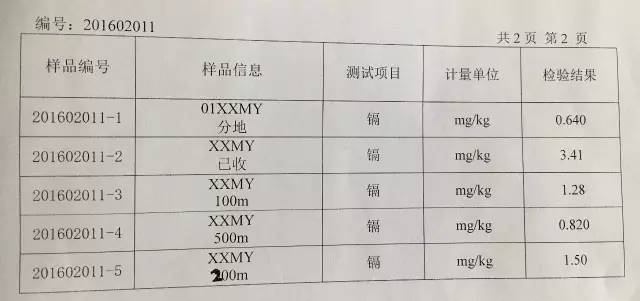 编号：201602011
共2页 第2 页
样品编号 样品信息 测试项目 计量单位 检验结果
201602011-1 01XXMY 分地 镉 mg/kg 0.640
201602011-2 XXMY 已收 镉 mg/kg 3.41
201602011-3 XXMY 100m 镉 mg/kg 1.28
201602011-4 XXMY 500m 镉 mg/kg 0.820
201602011-5 XXMY 200m 镉 mg/kg 1.50